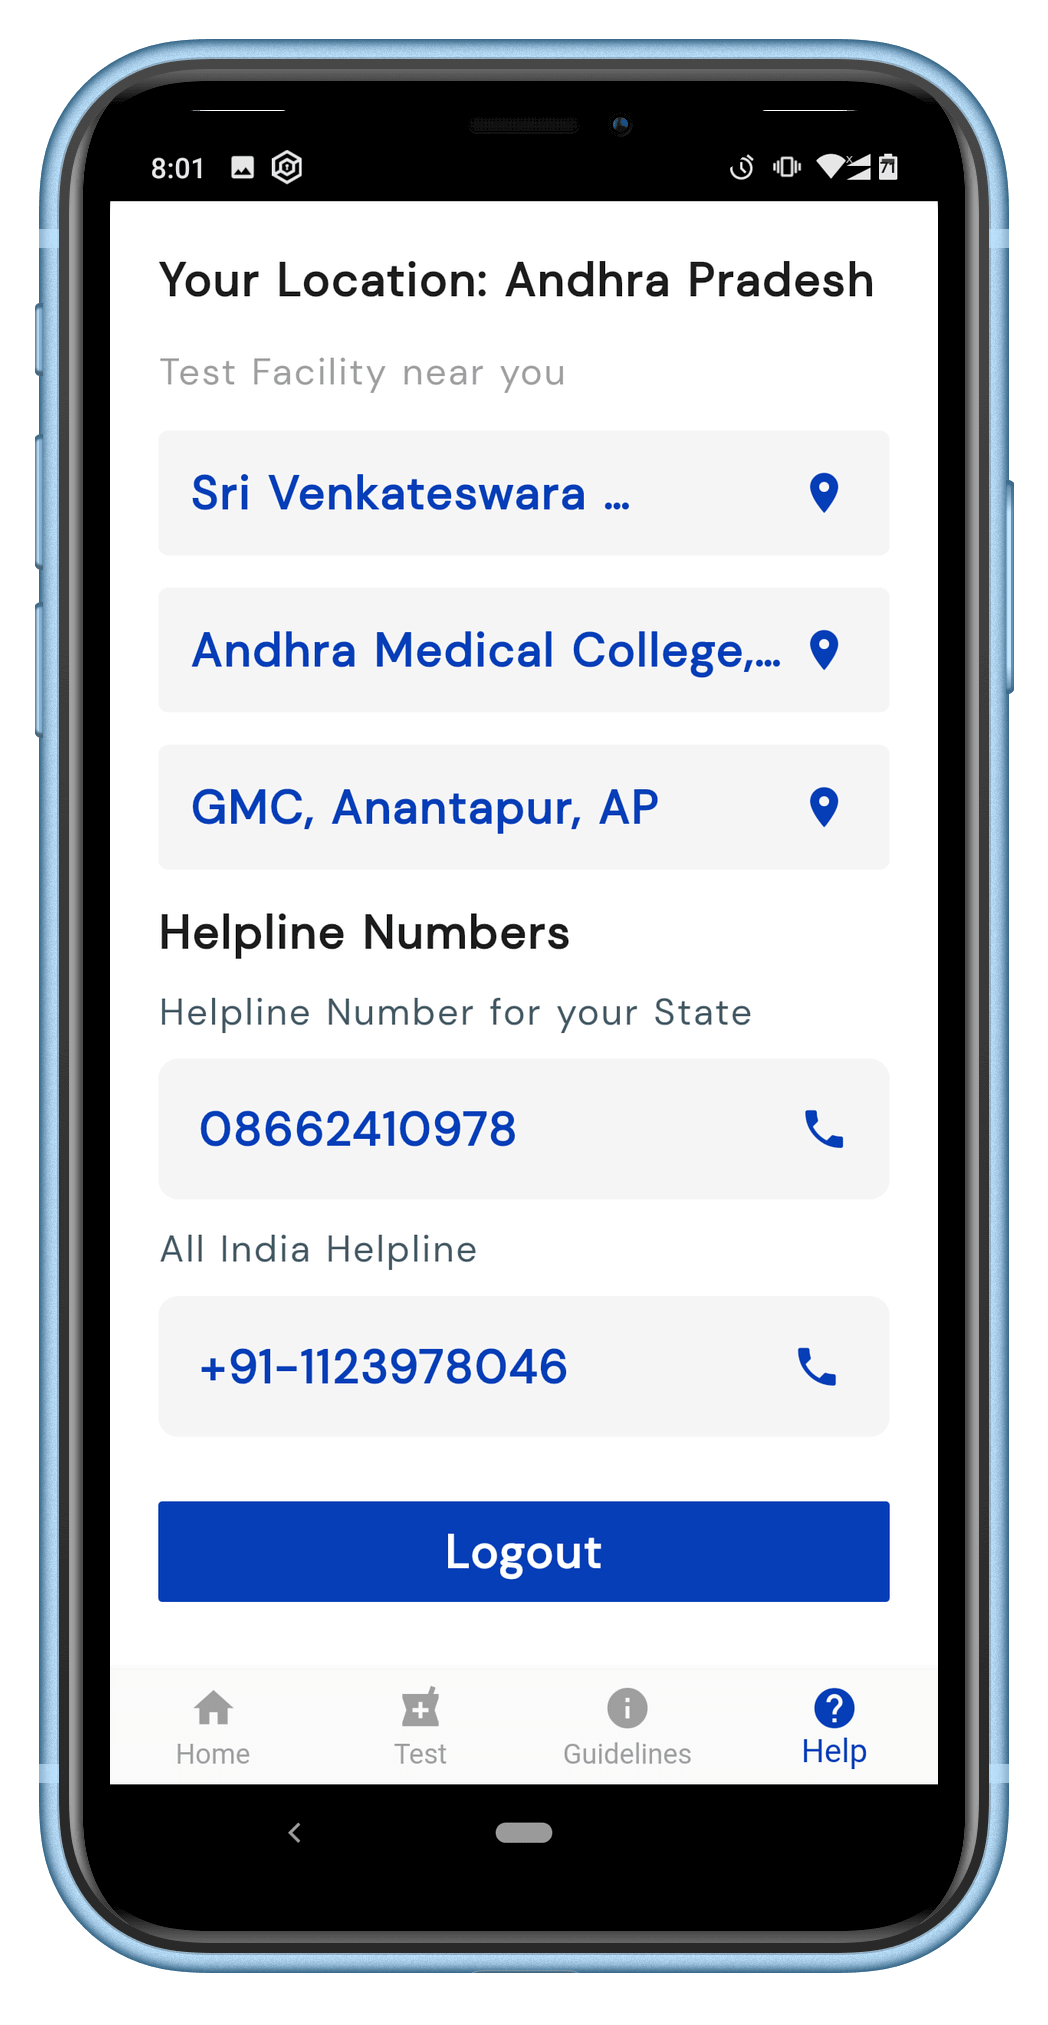 8:01
71
Your Location: Andhra Pradesh
Test Facility near you
Sri Venkateswara ...
Andhra Medical College,...
GMC, Anantapur, AP
Helpline Numbers
Helpline Number for your State
08662410978
All India Helpline
+91-1123978046
Logout
Home
Test
Guidelines
Help